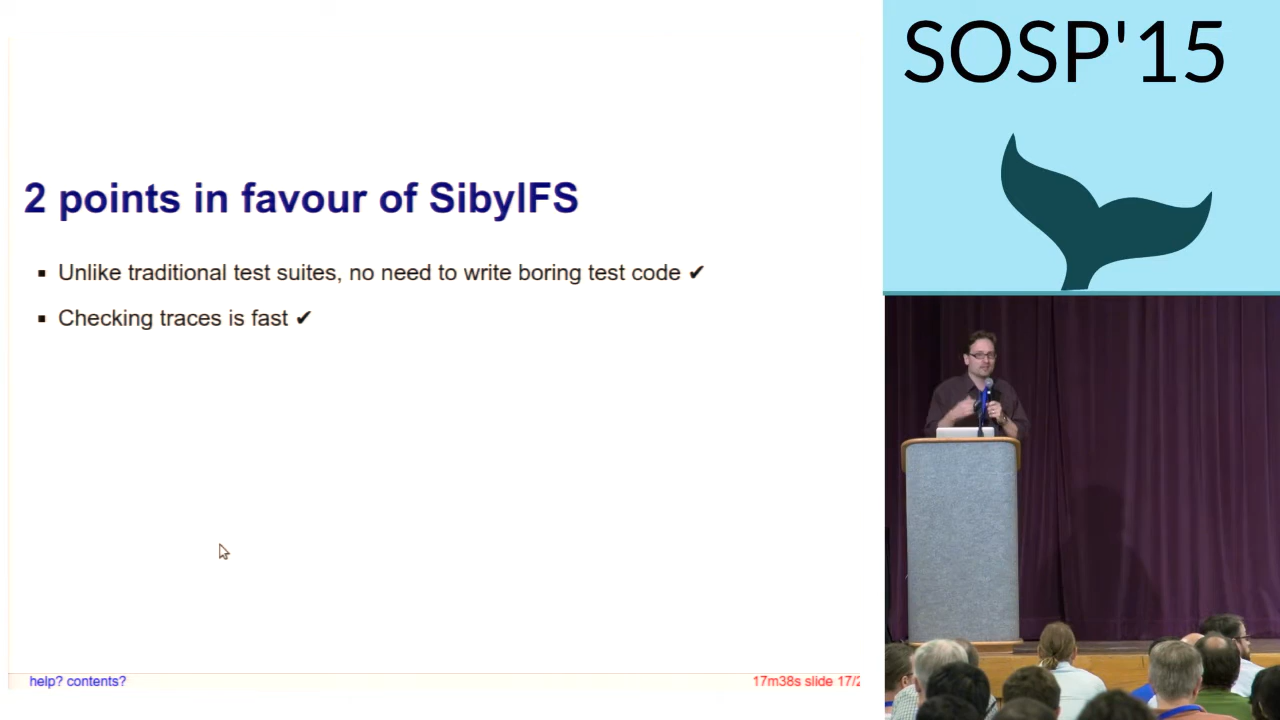 SOSP'15
2 points in favour of SibylFS
▪ Unlike traditional test suites, no need to write boring test code ✔
▪ Checking traces is fast ✔
help? contents?
17m38s slide 17/2